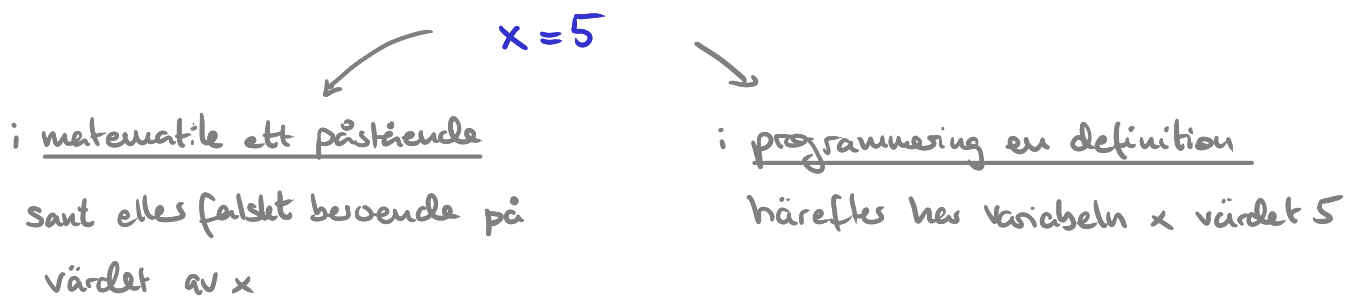 x = 5
i matematik ett påstående
sant eller falskt beroende på
värdet av x
i programmering en definition
härefter har variabeln x värdet 5